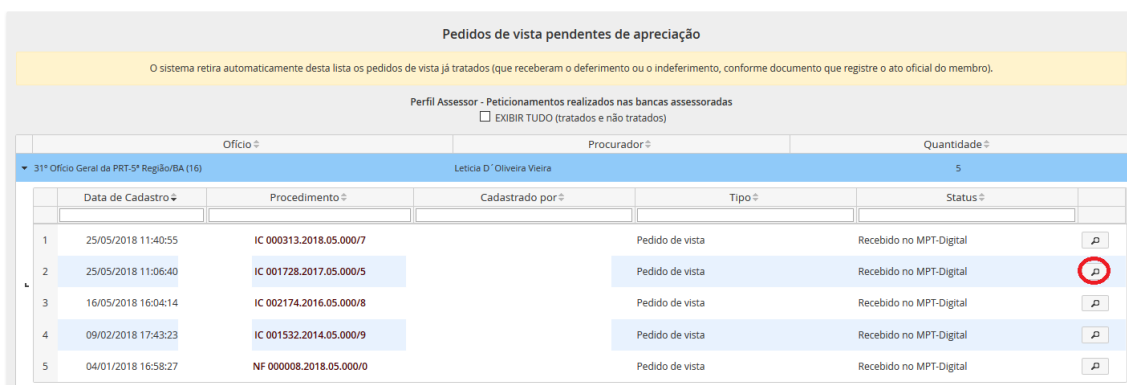 Pedidos de vista pendentes de apreciação
O sistema retira automaticamente desta lista os pedidos de vista já tratados (que receberam o deferimento ou o indeferimento, conforme documento que registre o ato oficial do membro).
Perfil Assessor - Peticionamentos realizados nas bancas assessoradas
EXIBIR TUDO (tratados e não tratados)
Ofício Procurador Quantidade
31º Ofício Geral da PRT-5ª Região/BA (16) Leticia D´Oliveira Vieira 5
Data de Cadastro Procedimento Cadastrado por Tipo Status
1 25/05/2018 11:40:55 IC 000313.2018.05.000/7 Pedido de vista Recebido no MPT-Digital
2 25/05/2018 11:06:40 IC 001728.2017.05.000/5 Pedido de vista Recebido no MPT-Digital
3 16/05/2018 16:04:14 IC 002174.2016.05.000/8 Pedido de vista Recebido no MPT-Digital
4 09/02/2018 17:43:23 IC 001532.2014.05.000/9 Pedido de vista Recebido no MPT-Digital
5 04/01/2018 16:58:27 NF 000008.2018.05.000/0 Pedido de vista Recebido no MPT-Digital